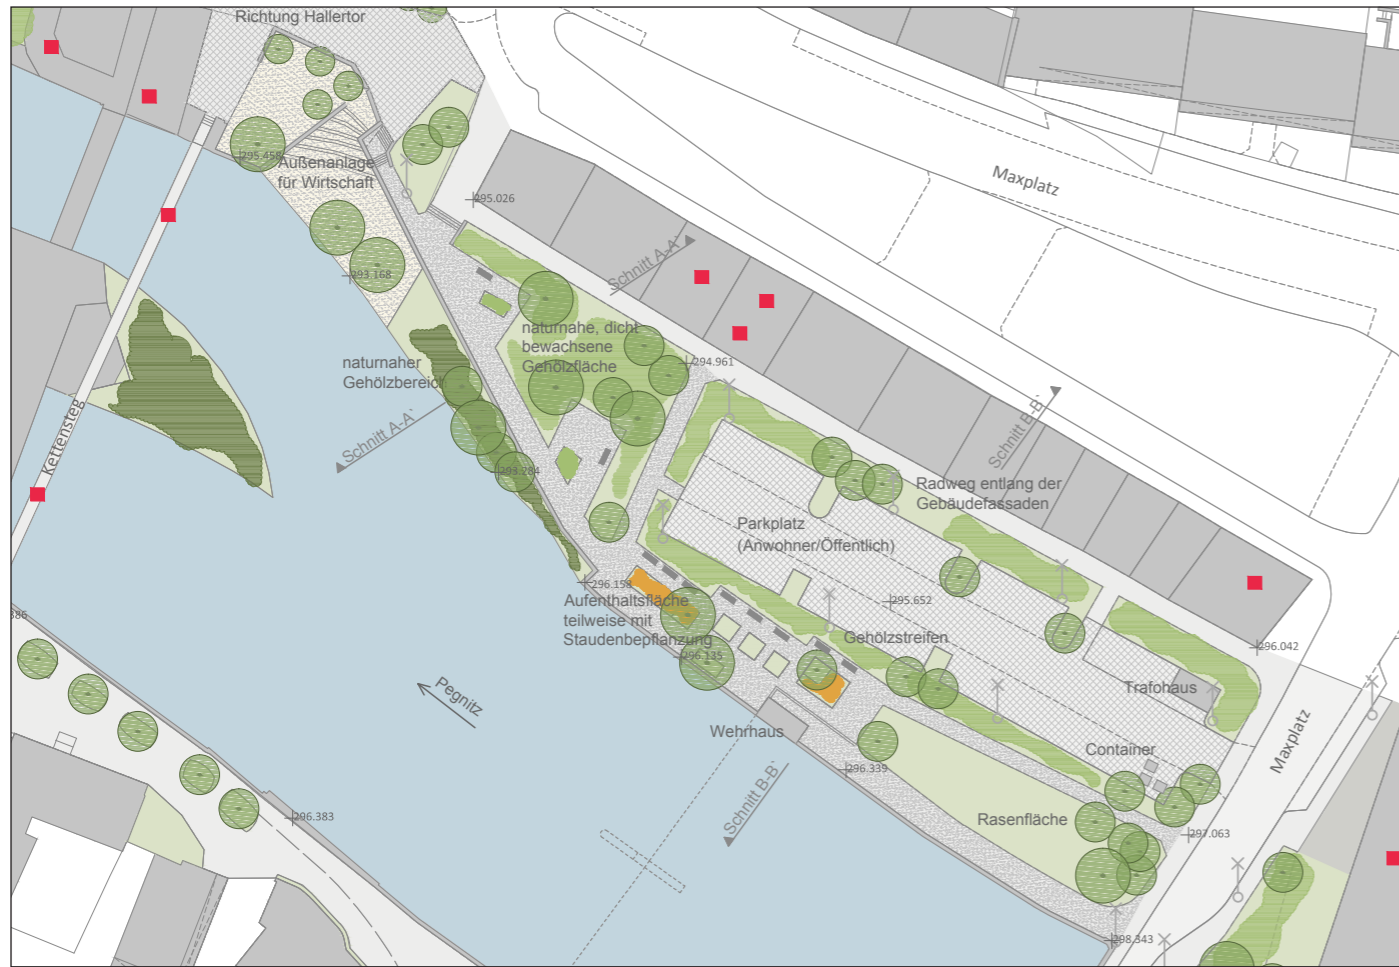 Richtung Hallertor
295.458
Außenanlage
für Wirtschaft
293.168
295.026
Maxplatz
Schnitt A-A`
naturnahe, dicht
bewachsene
Gehölzfläche
294.961
naturnaher
Gehölzbereich
Schnitt A-A`
293.284
Kettensteg
Schnitt B-B`
Radweg entlang der
Gebäudefassaden
Parkplatz
(Anwohner/Öffentlich)
296.158
Aufenthaltsfläche
teilweise mit
Staudenbepflanzung
295.652
Gehölzstreifen
296.135
296.042
Trafohaus
Pegnitz
Wehrhaus
Container
Maxplatz
296.339
Schnitt B-B`
Rasenfläche
297.063
296.383
298.343